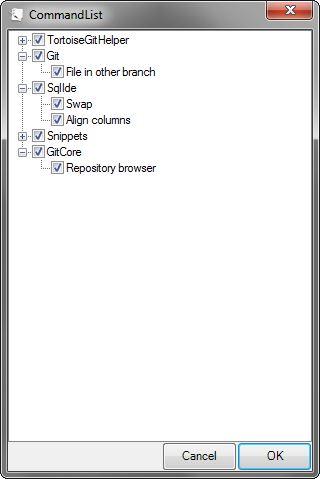 CommandList
TortoiseGitHelper
Git
File in other branch
SqlIde
Swap
Align columns
Snippets
GitCore
Repository browser
Cancel OK